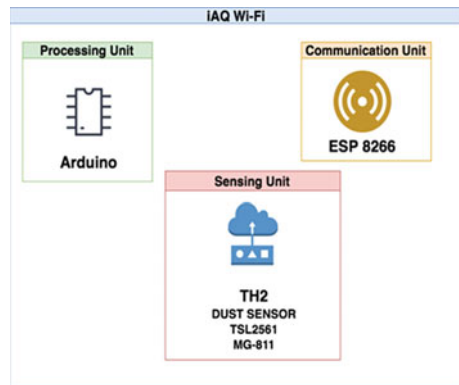 iAQ Wi-Fi
Processing Unit
Arduino
Communication Unit
ESP 8266
Sensing Unit
TH2
DUST SENSOR
TSL2561
MG-811